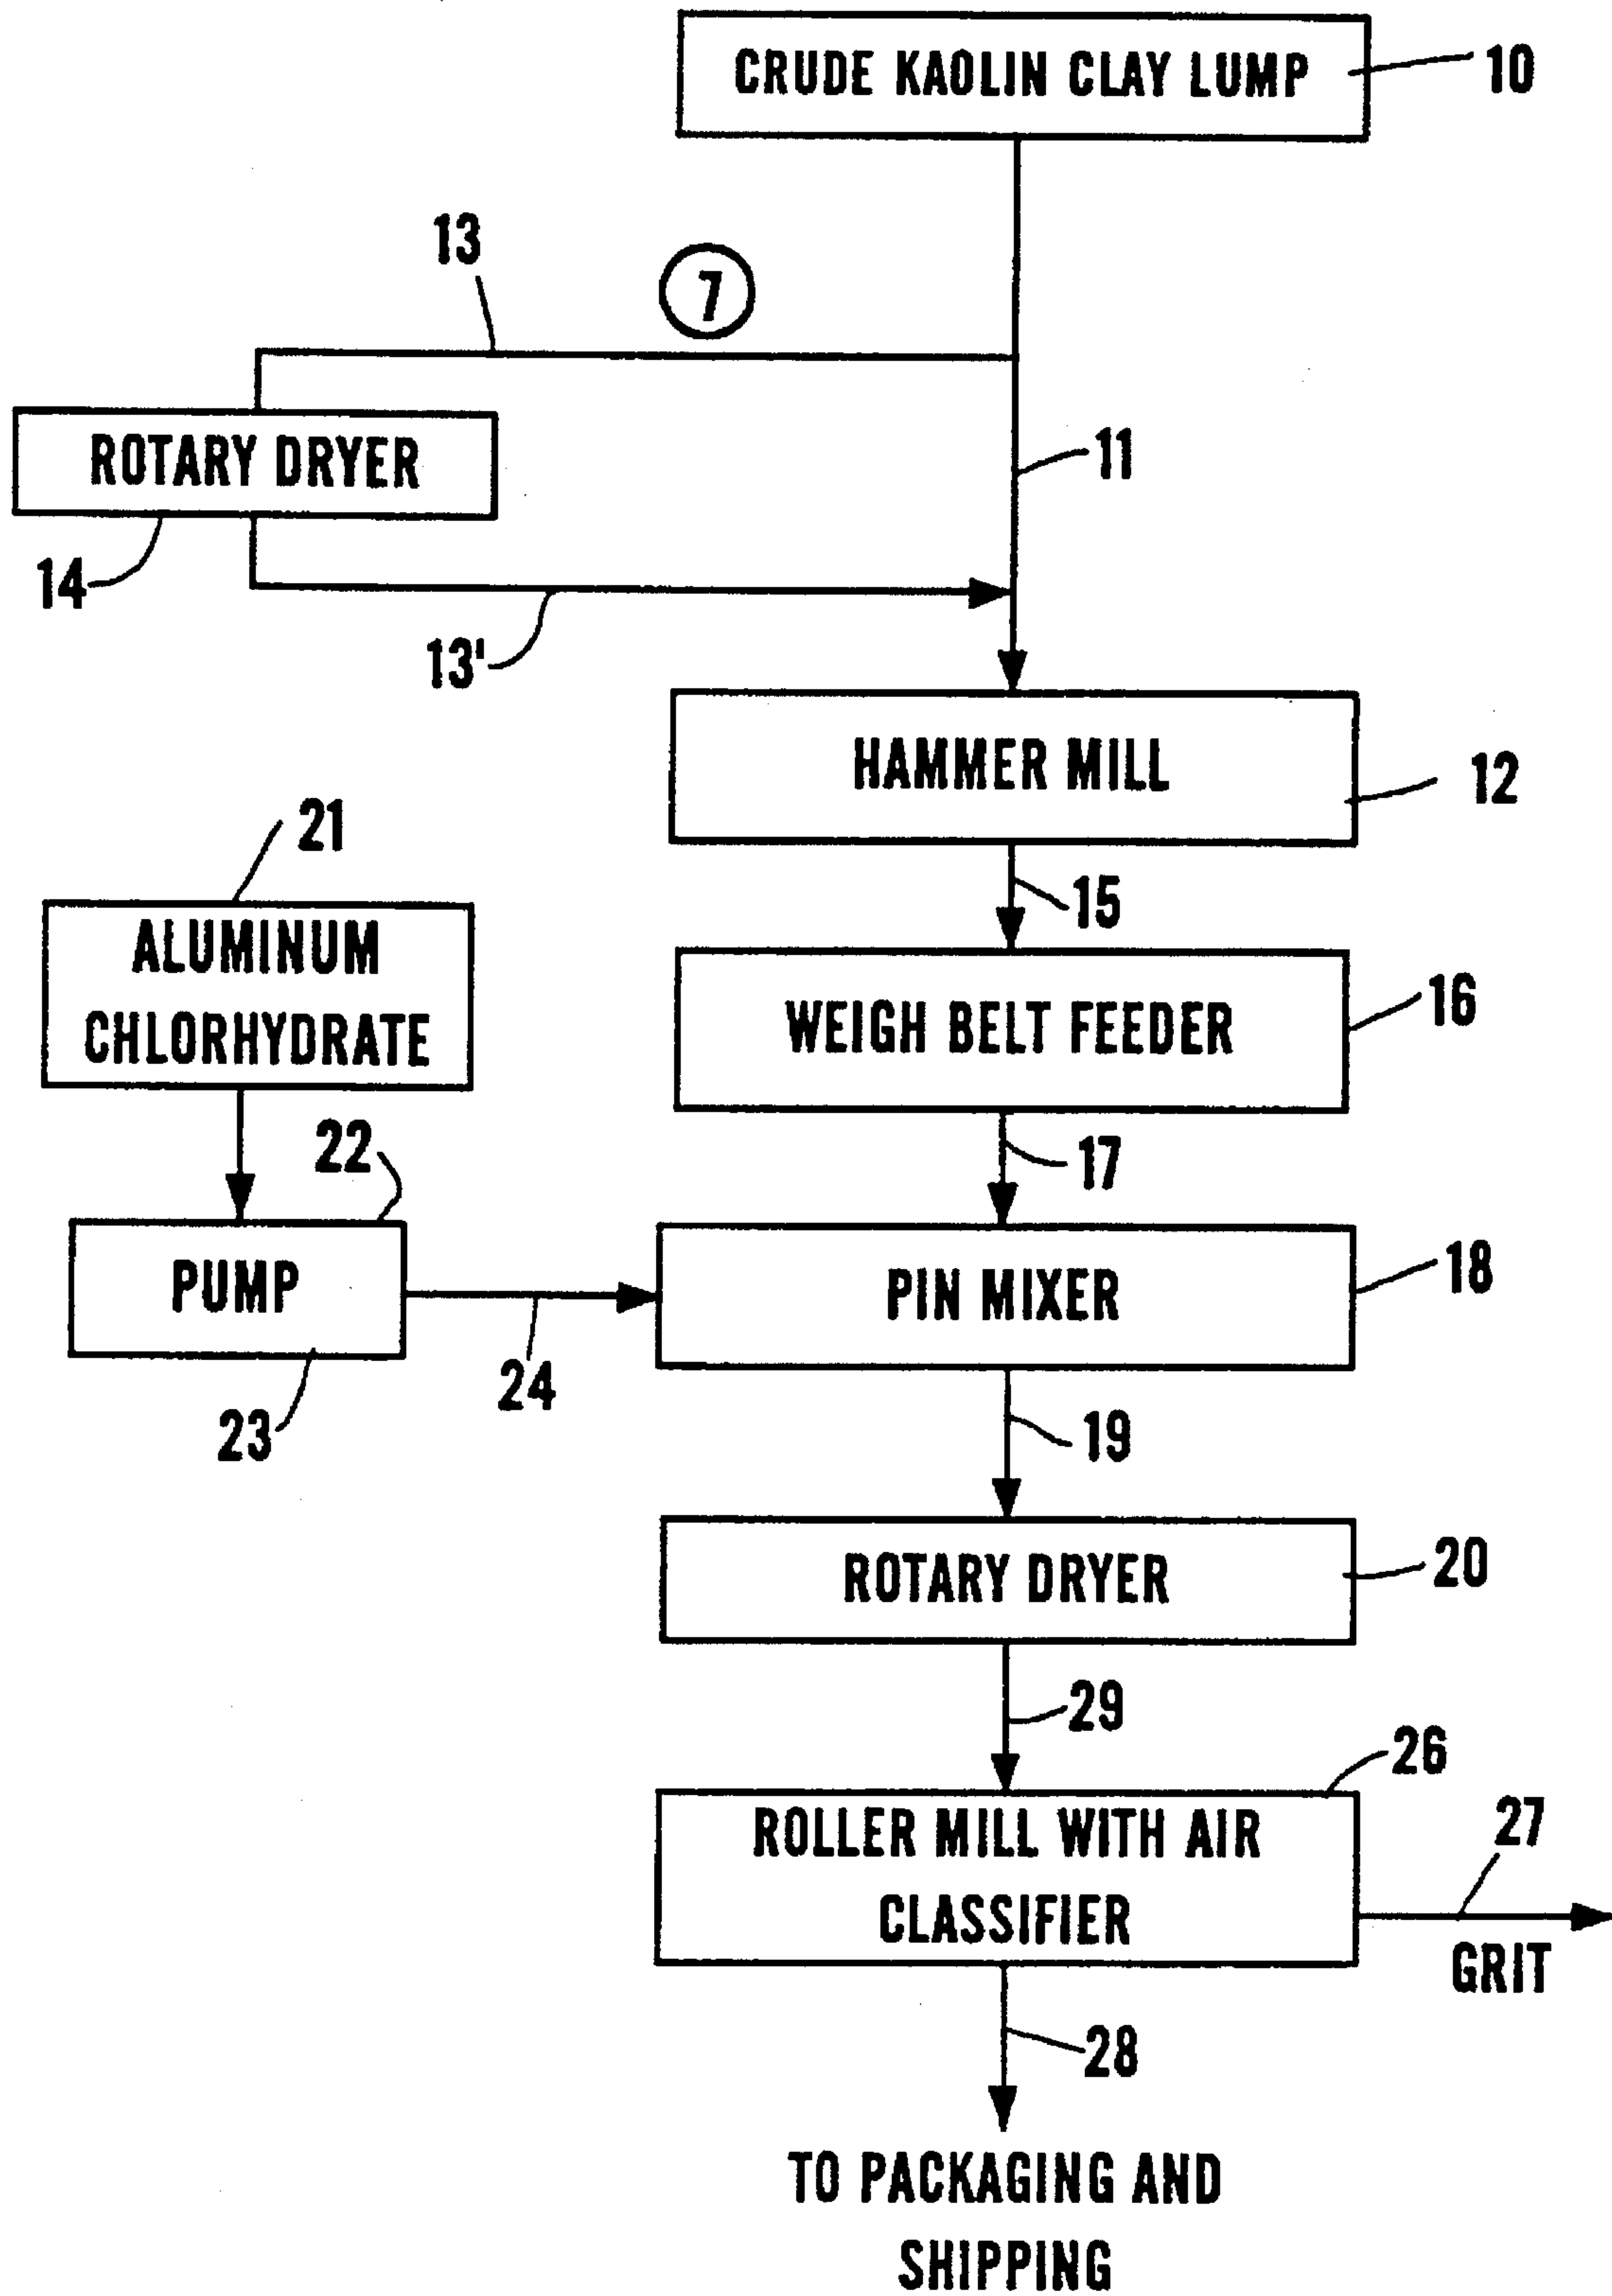 CRUDE KAOLIN CLAY LUMP
10
13
7
ROTARY DRYER
11
14
13'
HAMMER MILL
12
21
15
ALUMINUM
CHLORHYDRATE
WEIGH BELT FEEDER
16
22
17
PUMP
PIN MIXER
18
24
23
19
ROTARY DRYER
20
29
26
ROLLER MILL WITH AIR
CLASSIFIER
27
GRIT
28
TO PACKAGING AND
SHIPPING